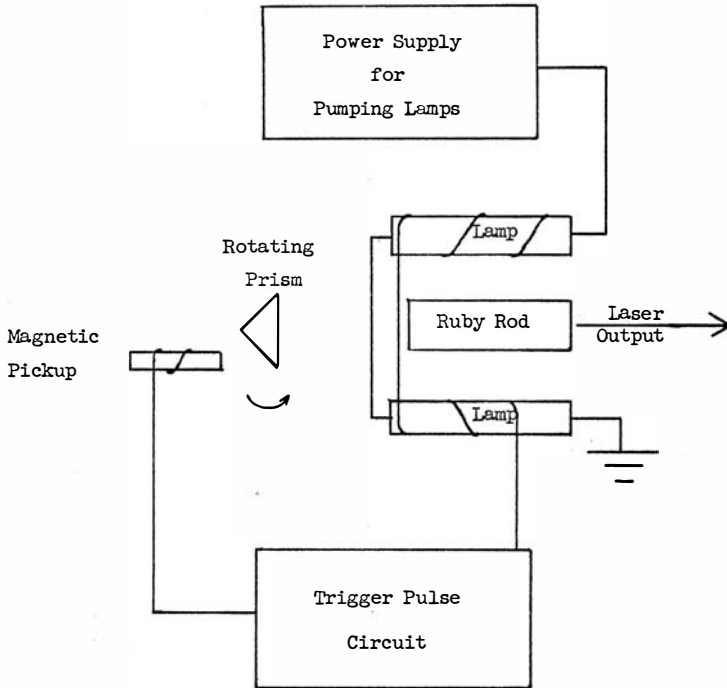 Power Supply
for
Pumping Lamps
Lamp
Rotating
Prism
Magnetic
Pickup
Ruby Rod
Laser
Output
Lamp
Trigger Pulse
Circuit